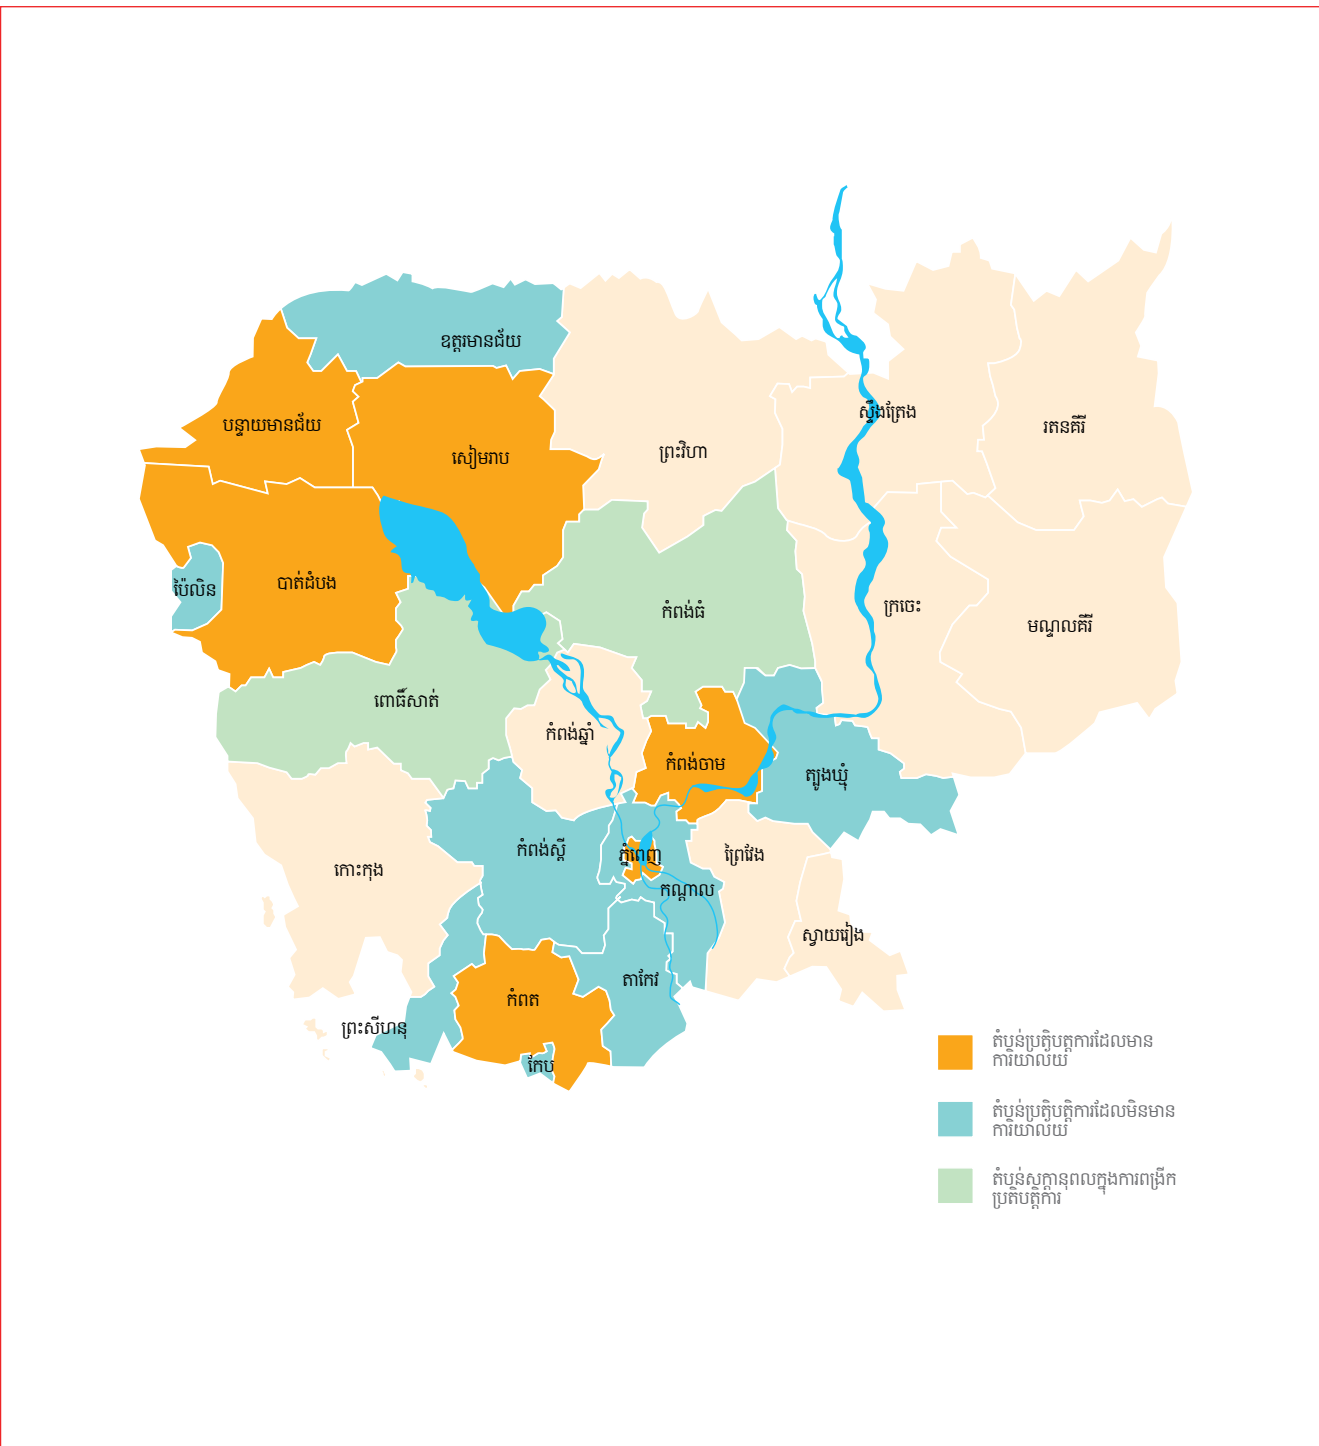 ឧត្តរមានជ័យ
បន្ទាយមានជ័យ
សៀមរាប
ព្រះវិហា
ស្ទឹងត្រែង
រតនគីរី
ប៉ៃលិន
បាត់ដំបង
កំពង់ធំ
ក្រចេះ
មណ្ឌលគីរី
ពោធិ៍សាត់
កំពង់ឆ្នាំ
កំពង់ចាម
ត្បូងឃ្មុំ
កោះកុង
កំពង់ស្ពឺ
ភ្នំពេញ
ព្រៃវែង
កណ្តាល
ស្វាយរៀង
តាកែវ
កំពត
ព្រះសីហនុ
កែប
តំបន់ប្រតិបត្តការដែលមាន
ការិយាល័យ
តំបន់ប្រតិបត្តិការដែលមិនមាន
ការិយាល័យ
តំបន់សក្តានុពលក្នុងការពង្រីក
ប្រតិបត្តិការ